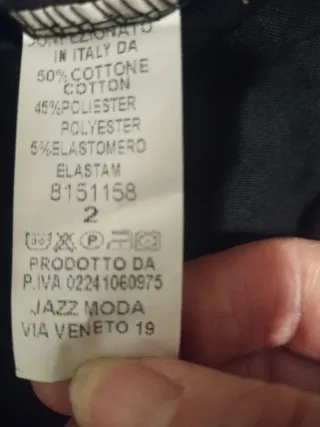 CONFEZIONATO
IN ITALY DA
50%COTTONE
COTTON
45%POLIESTER
POLYESTER
5%ELASTOMERO
ELASTAM
8151158
2
PRODOTTO DA
P.IVA 02241060975
JAZZ MODA
VIA VENETO 19